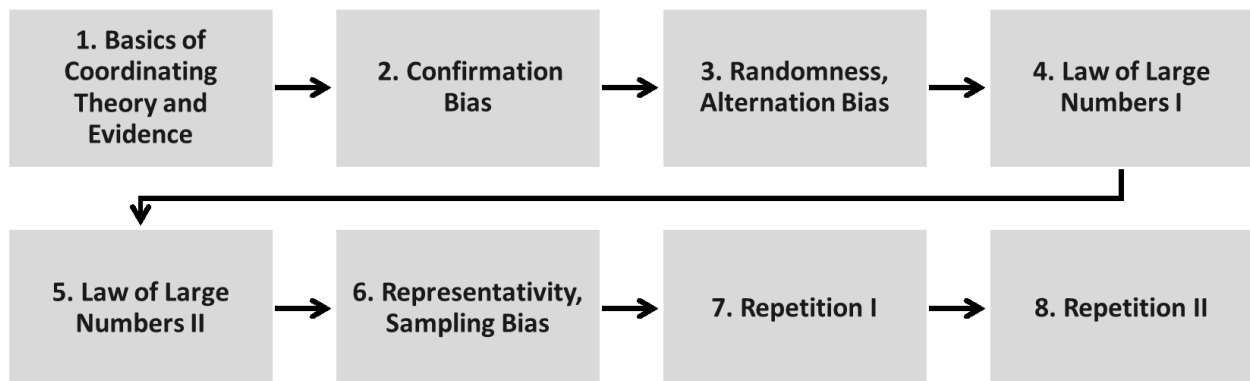 1. Basics of
Coordinating
Theory and
Evidence
2. Confirmation
Bias
3. Randomness,
Alternation Bias
4. Law of Large
Numbers I
5. Law of Large
Numbers II
6. Representativity,
Sampling Bias
7. Repetition I
8. Repetition II